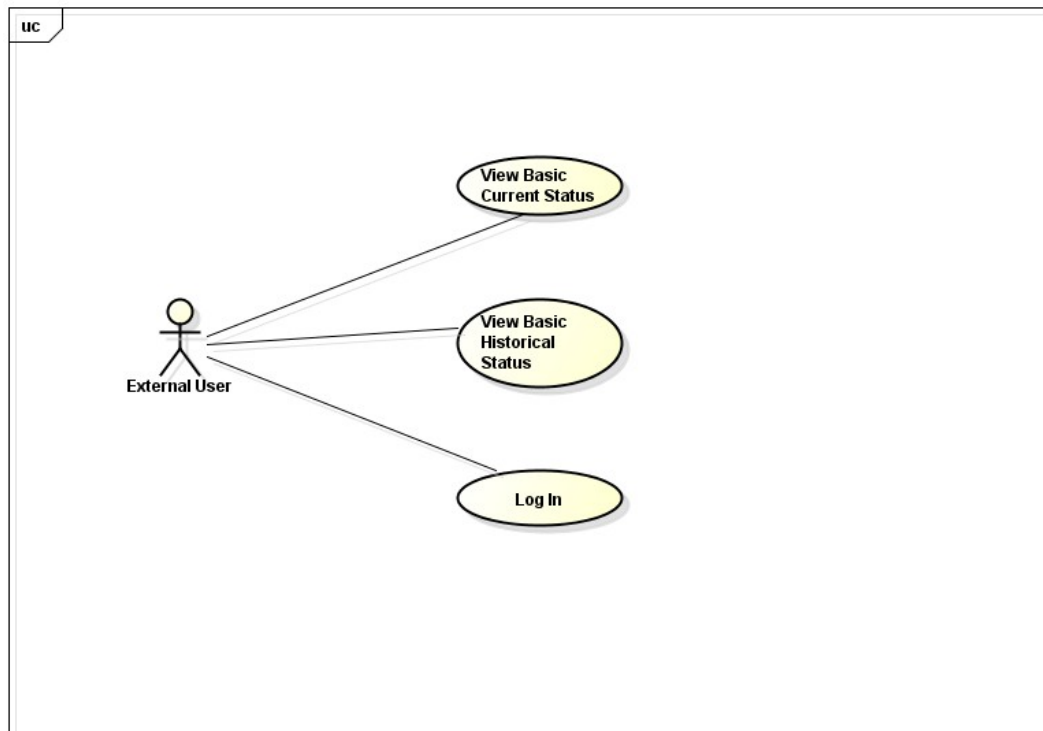 uc
View Basic
Current Status
View Basic
Historical
Status
External User
Log In